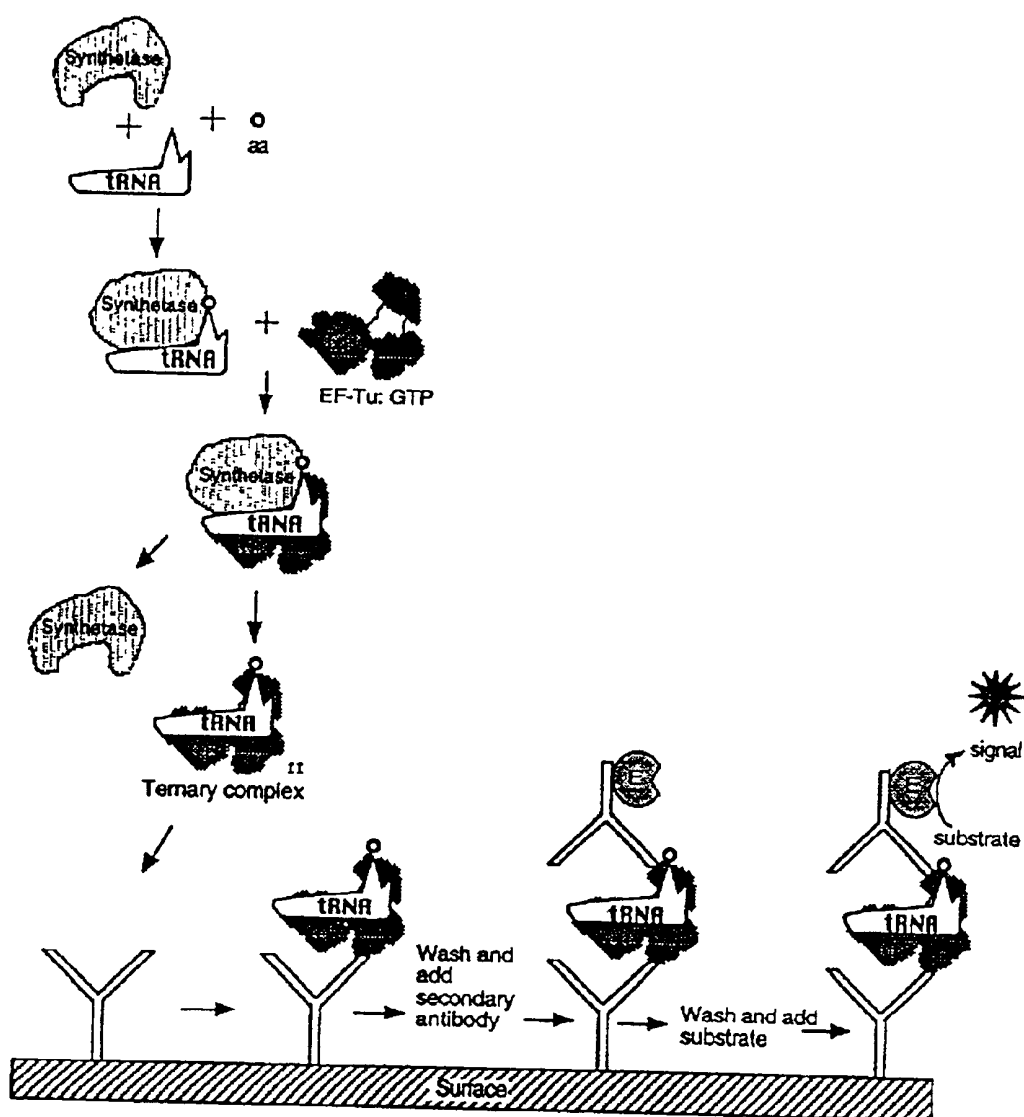 Synthetase
+ + aa
tRNA
Synthetase
+
tRNA
EF-Tu: GTP
Synthetase
tRNA
Synthetase
tRNA
Ternary complex
signal
E
E
substrate
tRNA
tRNA
tRNA
Wash and
add
secondary
antibody
Wash and add
substrate
Surface